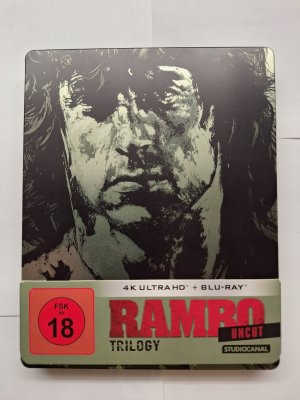 4K ULTRAHD + BLU-RAY
FSK
ab
18
RAMBO
UNCUT
TRILOGY
STUDIOCANAL